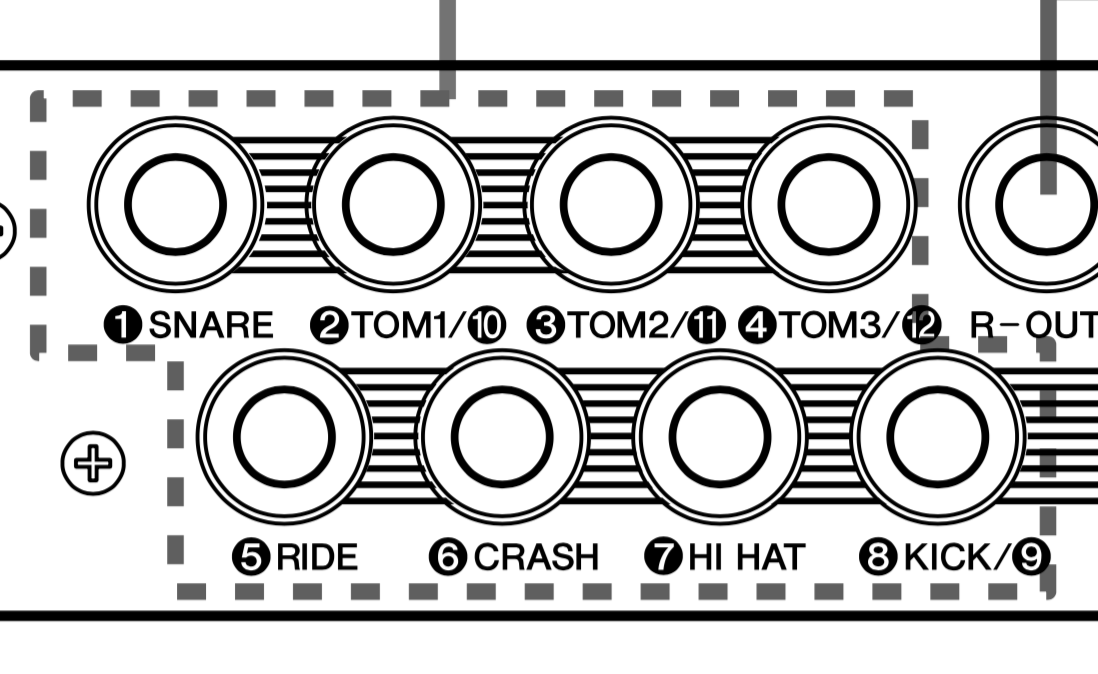 ❶SNARE ❷TOM1/❿ ❸TOM2/⓫ ❹TOM3/⓬ R-OUT
❺RIDE ❻CRASH ❼HI HAT ❽KICK/❾